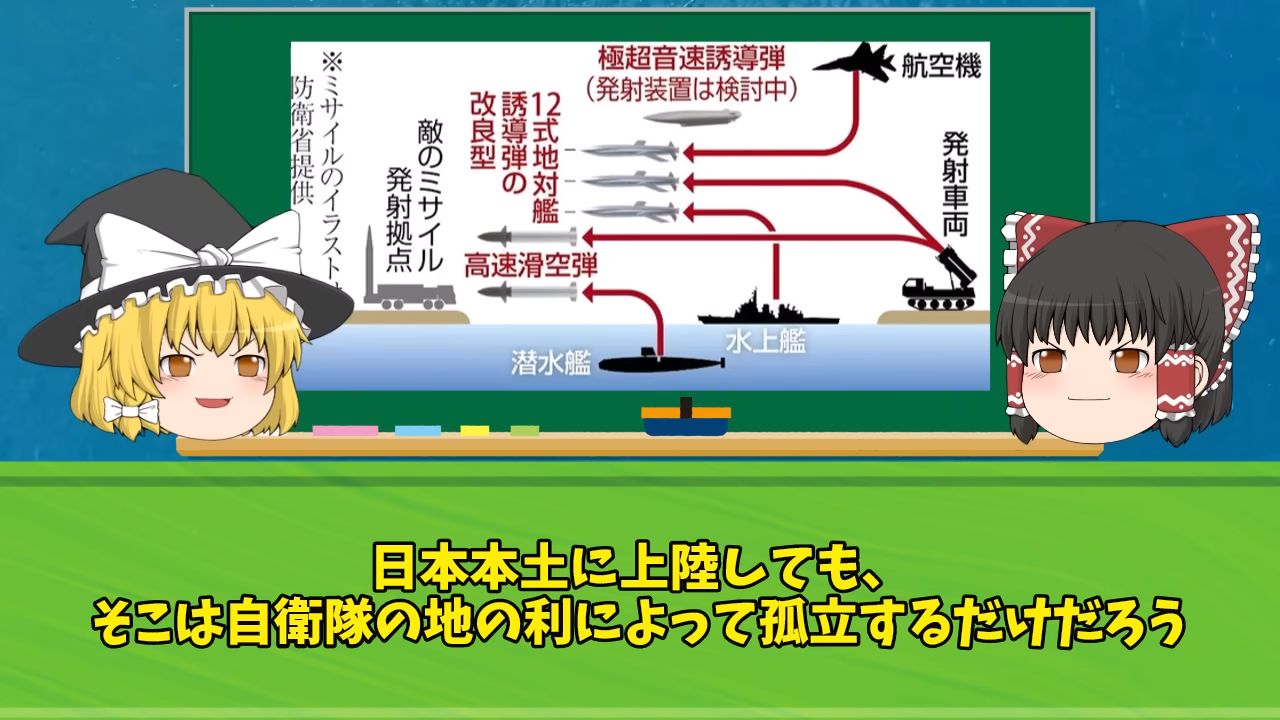 ※ミサイルのイラスト、
防衛省提供
極超音速誘導弾
(発射装置は検討中)
航空機
12式地対艦
誘導弾の
改良型
敵のミサイル
発射拠点
発射車両
高速滑空弾
水上艦
潜水艦
日本本土に上陸しても、
そこは自衛隊の地の利によって孤立するだけだろう